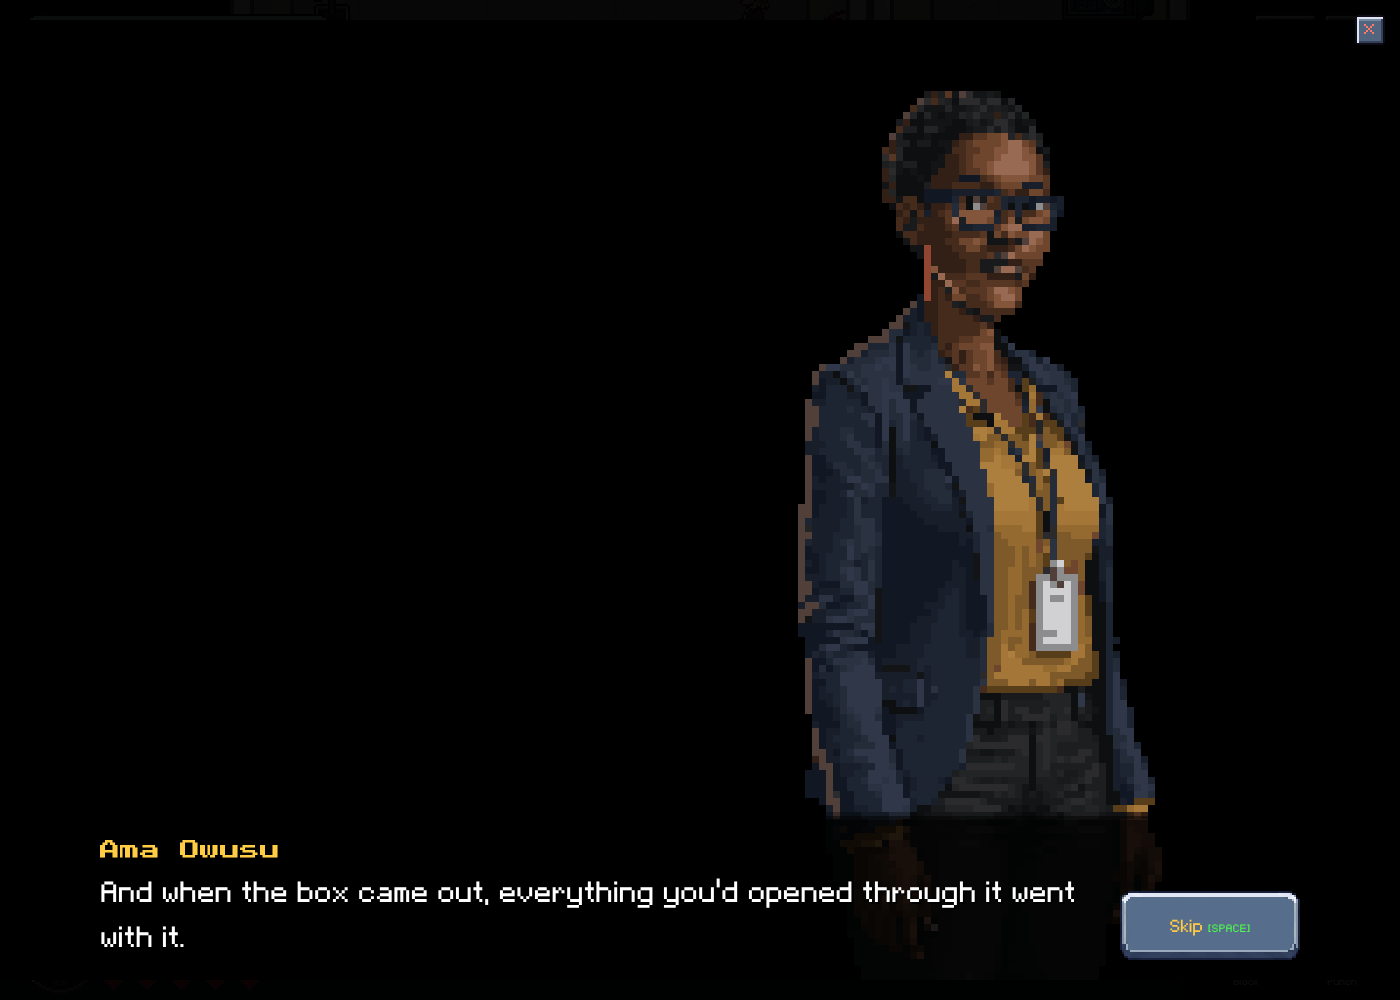 Ama Owusu
And when the box came out, everything you'd opened through it went
with it.
Skip [SPACE]